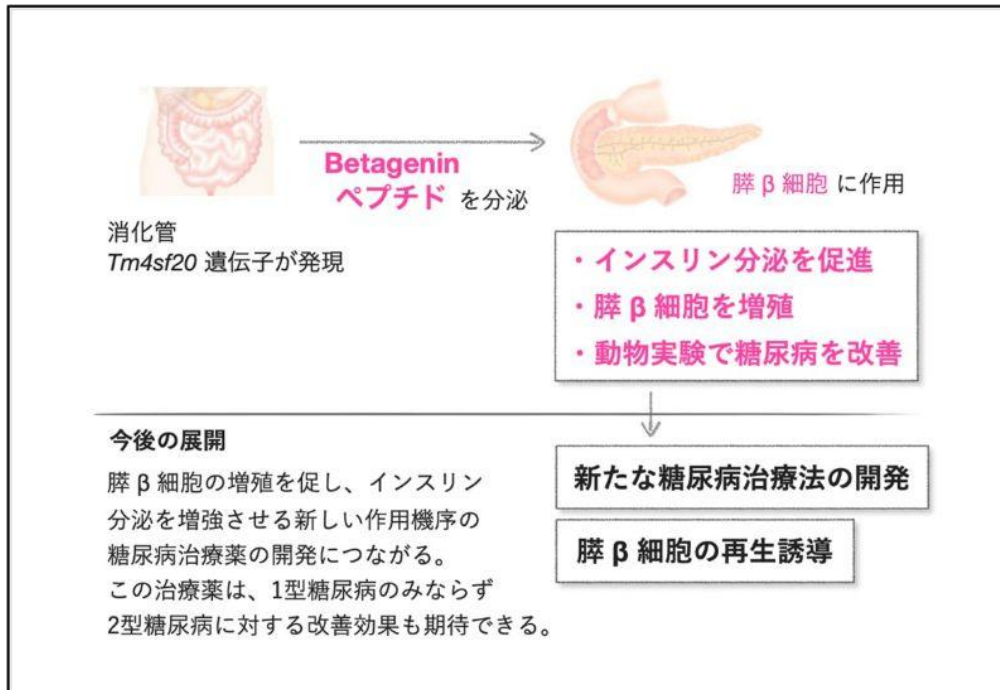 Betagenin
ペプチド を分泌
膵 β 細胞 に作用
消化管
Tm4sf20 遺伝子が発現
・インスリン分泌を促進
・膵 β 細胞を増殖
・動物実験で糖尿病を改善
今後の展開
膵 β 細胞の増殖を促し、インスリン
分泌を増強させる新しい作用機序の
糖尿病治療薬の開発につながる。
この治療薬は、1型糖尿病のみならず
2型糖尿病に対する改善効果も期待できる。
新たな糖尿病治療法の開発
膵 β 細胞の再生誘導